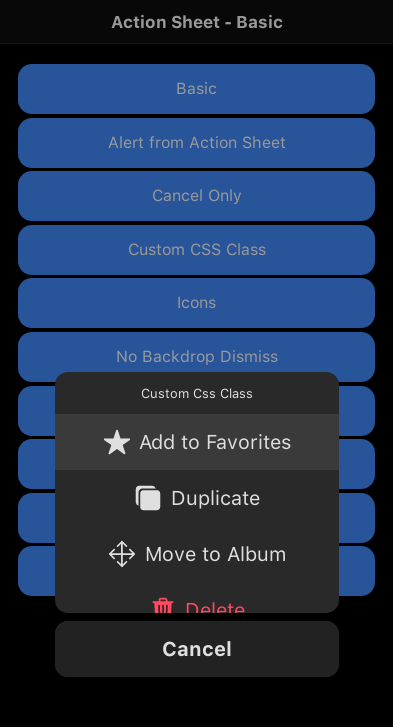 Action Sheet - Basic
Basic
Alert from Action Sheet
Cancel Only
Custom CSS Class
Icons
No Backdrop Dismiss
Custom Css Class
Add to Favorites
Duplicate
Move to Album
Delete
Cancel